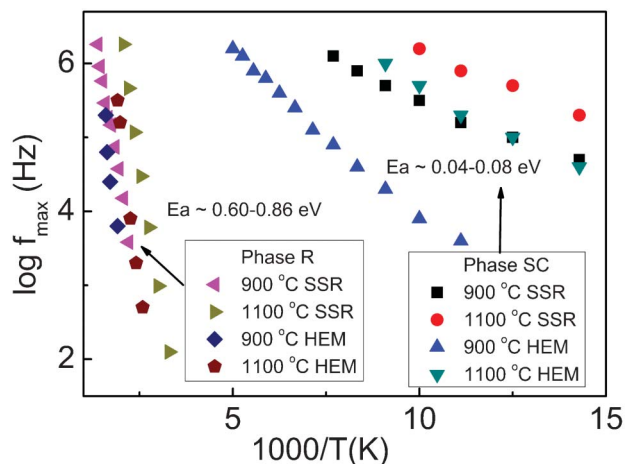 6
4
2
log f_max (Hz)
Ea ~ 0.60-0.86 eV
Ea ~ 0.04-0.08 eV
Phase R
900 °C SSR
1100 °C SSR
900 °C HEM
1100 °C HEM
Phase SC
900 °C SSR
1100 °C SSR
900 °C HEM
1100 °C HEM
5
10
15
1000/T(K)